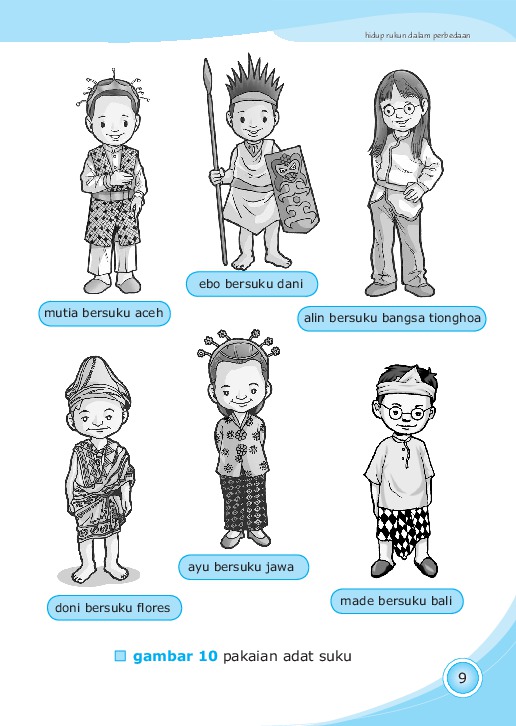 hidup rukun dalam perbedaan
mutia bersuku aceh
ebo bersuku dani
alin bersuku bangsa tionghoa
doni bersuku flores
ayu bersuku jawa
made bersuku bali
gambar 10 pakaian adat suku
9